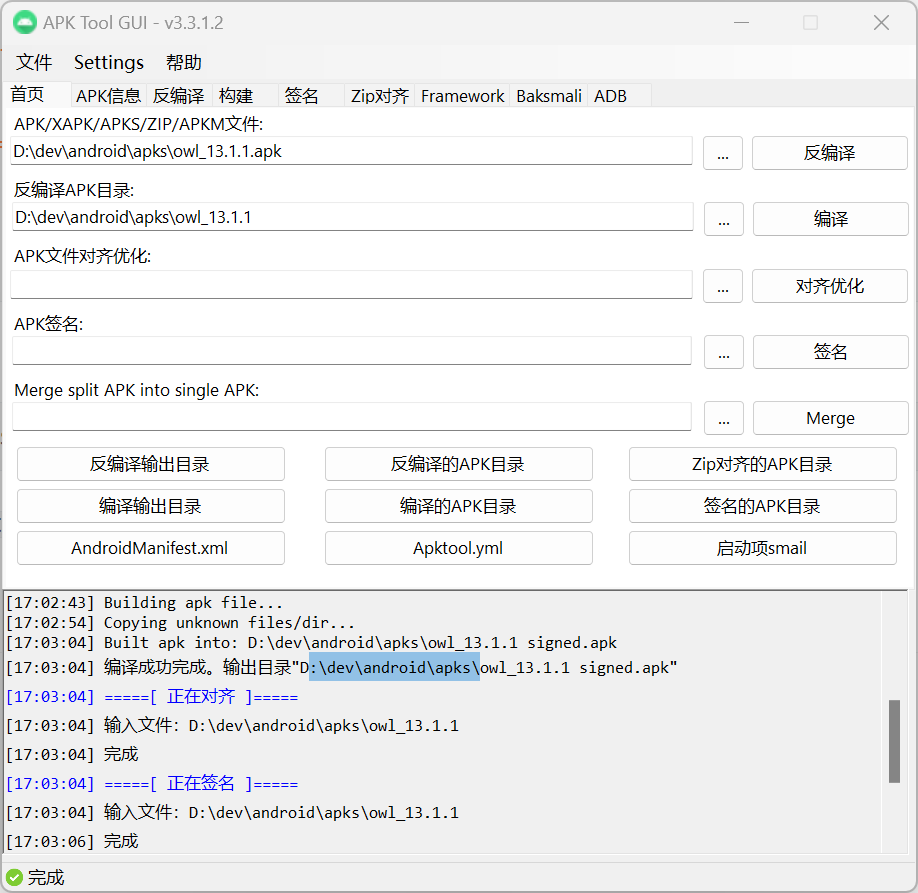 APK Tool GUI - v3.3.1.2
文件 Settings 帮助
首页 APK信息 反编译 构建 签名 Zip对齐 Framework Baksmali ADB
APK/XAPK/APKS/ZIP/APKM文件:
D:\dev\android\apks\owl_13.1.1.apk ... 反编译
反编译APK目录:
D:\dev\android\apks\owl_13.1.1 ... 编译
APK文件对齐优化:
... 对齐优化
APK签名:
... 签名
Merge split APK into single APK:
... Merge
反编译输出目录 反编译的APK目录 Zip对齐的APK目录
编译输出目录 编译的APK目录 签名的APK目录
AndroidManifest.xml Apktool.yml 启动项smail
[17:02:43] Building apk file...
[17:02:54] Copying unknown files/dir...
[17:03:04] Built apk into: D:\dev\android\apks\owl_13.1.1 signed.apk
[17:03:04] 编译成功完成。输出目录"D:\dev\android\apks\owl_13.1.1 signed.apk"
[17:03:04] =====[ 正在对齐 ]=====
[17:03:04] 输入文件: D:\dev\android\apks\owl_13.1.1
[17:03:04] 完成
[17:03:04] =====[ 正在签名 ]=====
[17:03:04] 输入文件: D:\dev\android\apks\owl_13.1.1
[17:03:06] 完成
完成